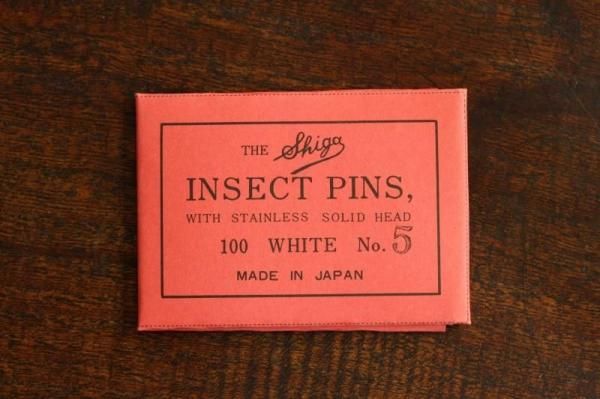 THE Shiga
INSECT PINS,
WITH STAINLESS SOLID HEAD
100 WHITE No. 5
MADE IN JAPAN